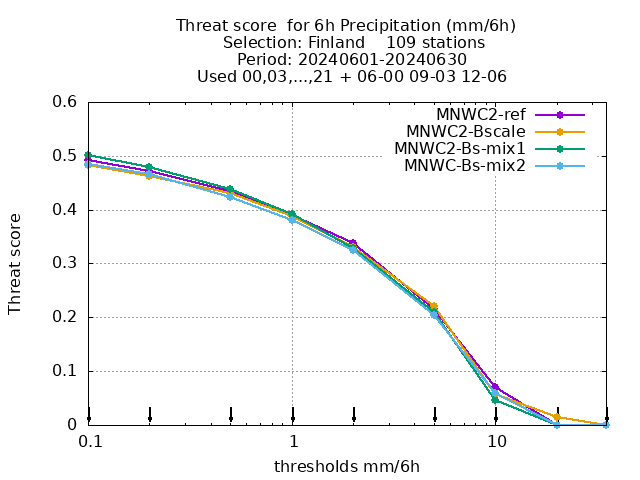 Threat score  for 6h Precipitation (mm/6h)
Selection: Finland    109 stations
Period: 20240601-20240630
Used 00,03,...,21 + 06-00 09-03 12-06
MNWC2-ref
MNWC2-Bscale
MNWC2-Bs-mix1
MNWC-Bs-mix2
Threat score
0.6
0.5
0.4
0.3
0.2
0.1
0
0.1
1
10
thresholds mm/6h